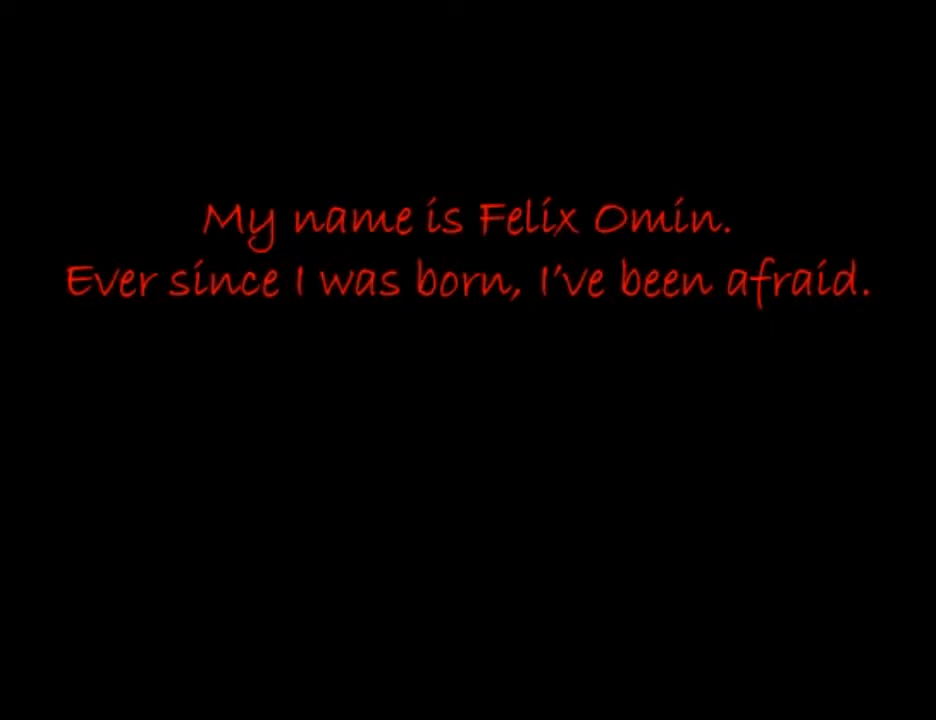 My name is Felix Omin.
Ever since I was born, I've been afraid.